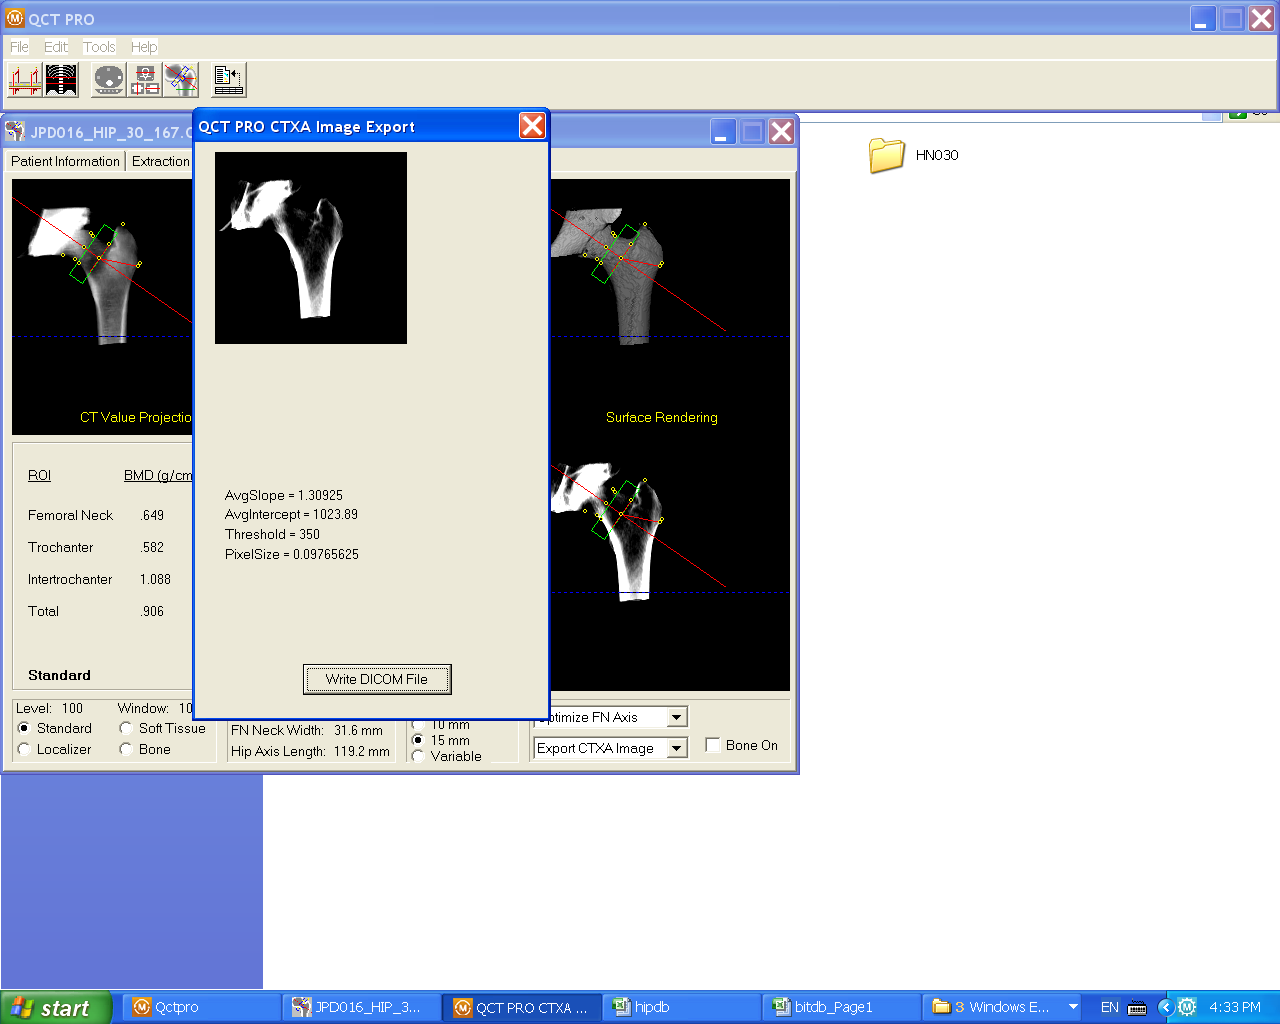 QCT PRO
File Edit Tools Help
JPD016_HIP_30_167.
QCT PRO CTXA Image Export
Patient Information Extraction
HN030
CT Value Projectio
Surface Rendering
ROI BMD (g/cm
Femoral Neck .649
Trochanter .582
Intertrochanter 1.088
Total .906
Standard
AvgSlope = 1.30925
AvgIntercept = 1023.89
Threshold = 350
PixelSize = 0.09765625
Write DICOM File
Level: 100 Window: 10
Standard Soft Tissue
Localizer Bone
FN Neck Width: 31.6 mm
Hip Axis Length: 119.2 mm
10 mm
15 mm
Variable
ptimize FN Axis
Export CTXA Image
Bone On
start Qctpro JPD016_HIP_3... QCT PRO CTXA ... hipdb bitdb_Page1 3 Windows E... EN 4:33 PM